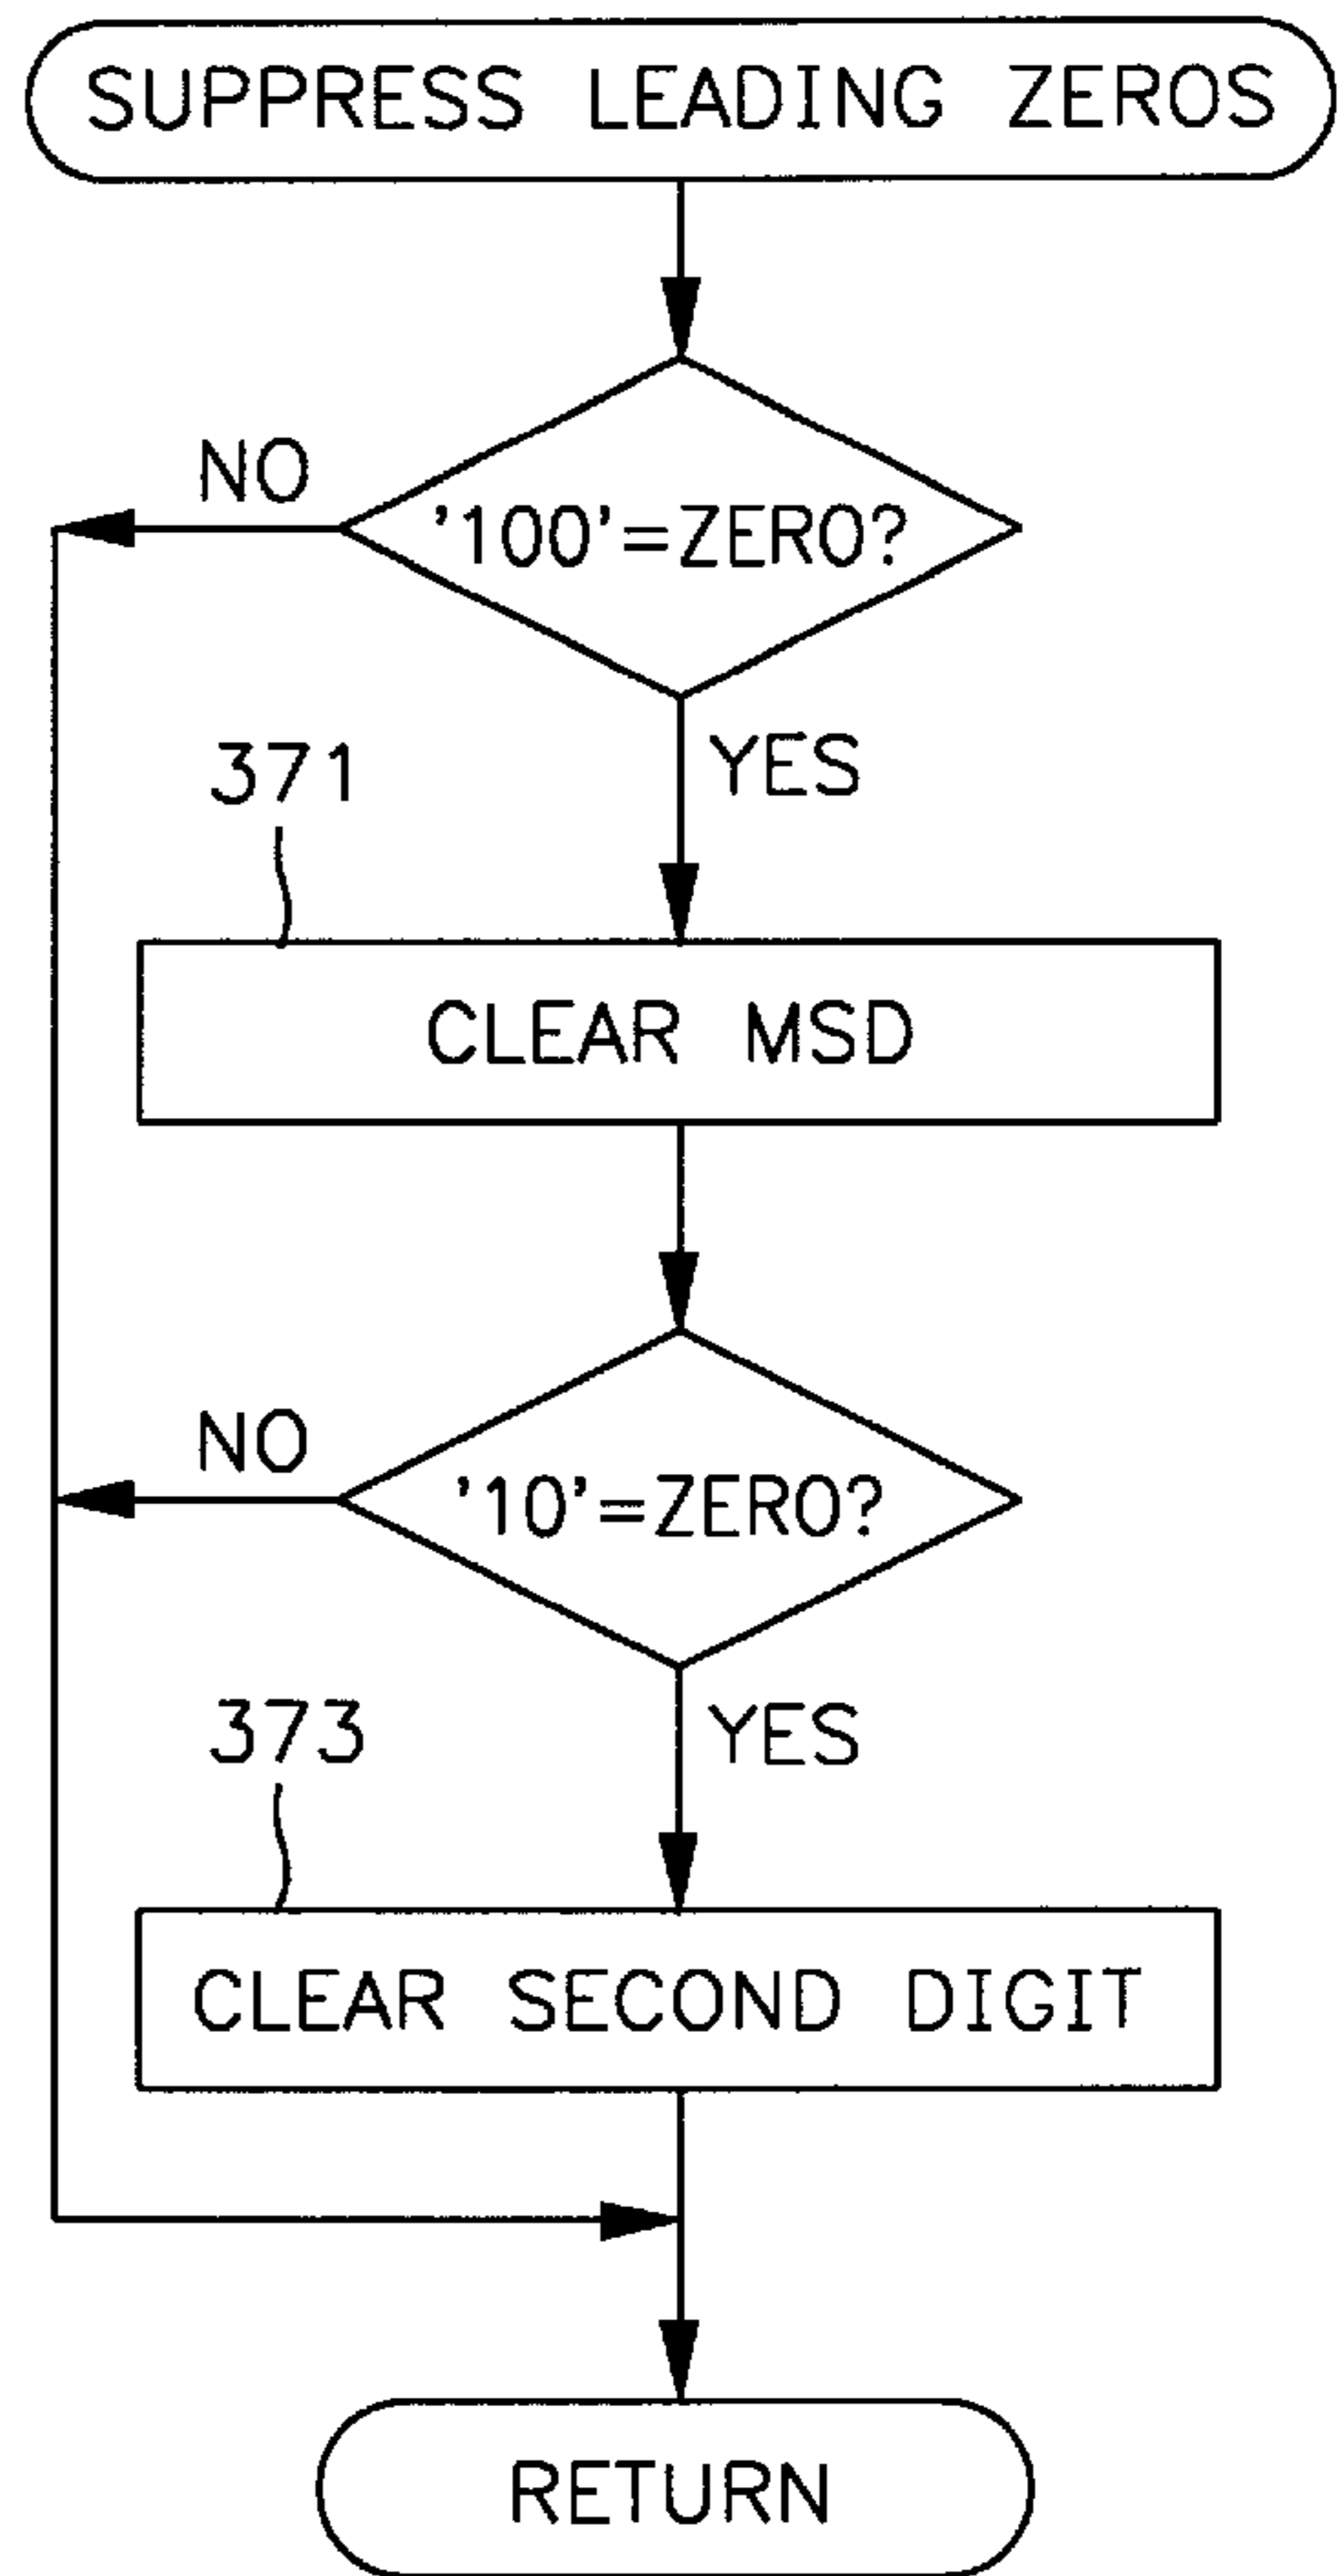 SUPPRESS LEADING ZEROS
NO
'100'=ZERO?
YES
371
CLEAR MSD
NO
'10'=ZERO?
YES
373
CLEAR SECOND DIGIT
RETURN